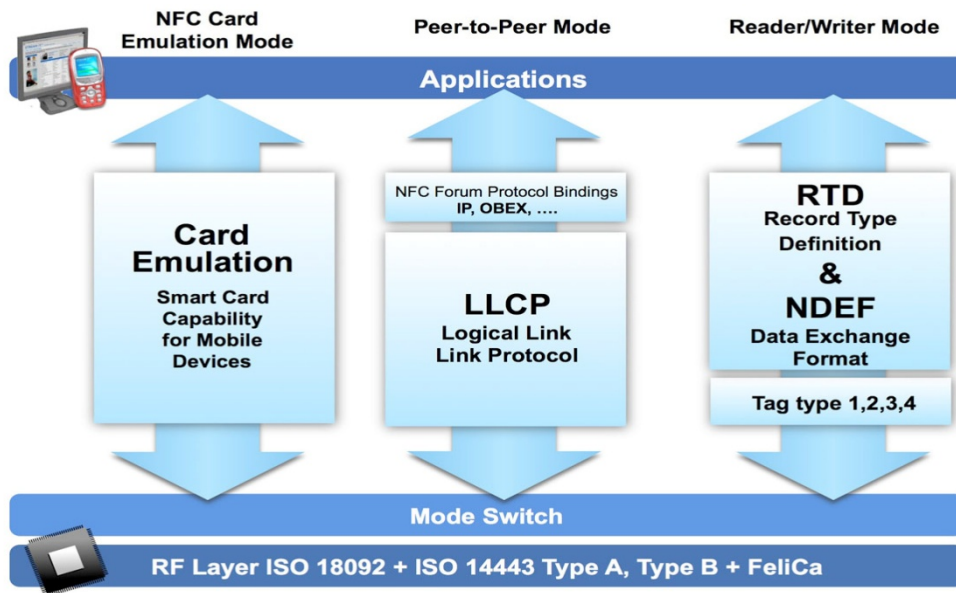 NFC Card
Emulation Mode
Peer-to-Peer Mode
Reader/Writer Mode
Applications
Card
Emulation
Smart Card
Capability
for Mobile
Devices
NFC Forum Protocol Bindings
IP, OBEX, ....
LLCP
Logical Link
Link Protocol
RTD
Record Type
Definition
&
NDEF
Data Exchange
Format
Tag type 1,2,3,4
Mode Switch
RF Layer ISO 18092 + ISO 14443 Type A, Type B + FeliCa